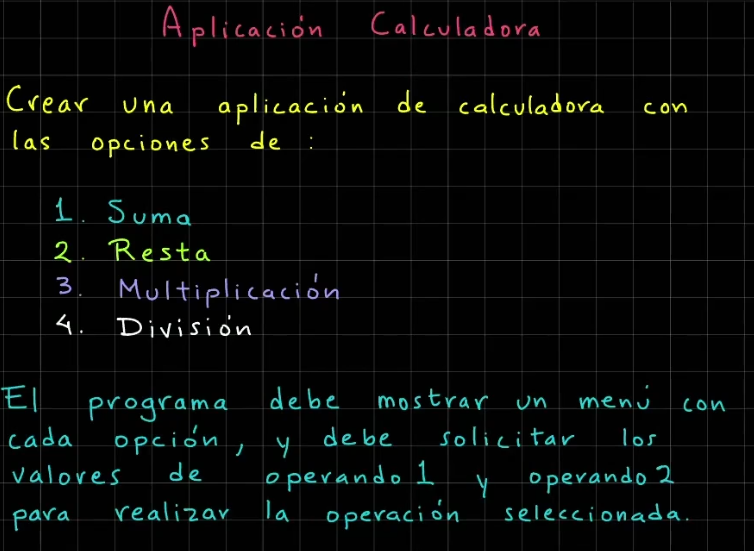 Aplicación Calculadora
Crear una aplicación de calculadora con
las opciones de :
1. Suma
2. Resta
3. Multiplicación
4. División
El programa debe mostrar un menú con
cada opción, y debe solicitar los
valores de operando 1 y operando 2
para realizar la operación seleccionada.